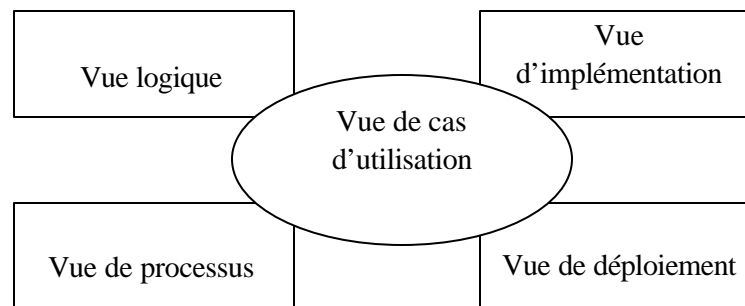 Vue logique
Vue
d’implémentation
Vue de cas
d’utilisation
Vue de processus
Vue de déploiement